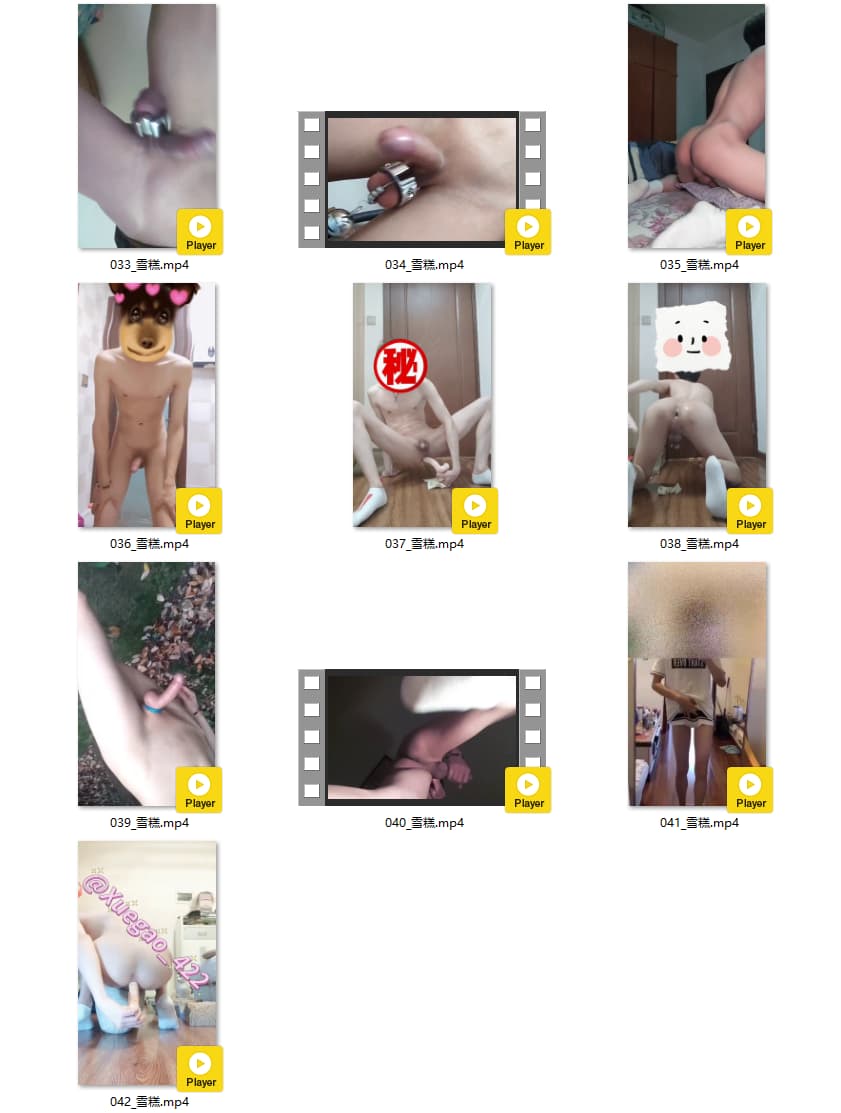 Player
Player
Player
033_雪糕.mp4
034_雪糕.mp4
035_雪糕.mp4
秘
Player
Player
Player
036_雪糕.mp4
037_雪糕.mp4
038_雪糕.mp4
Player
Player
Player
039_雪糕.mp4
040_雪糕.mp4
041_雪糕.mp4
@Xuegao_422
Player
042_雪糕.mp4